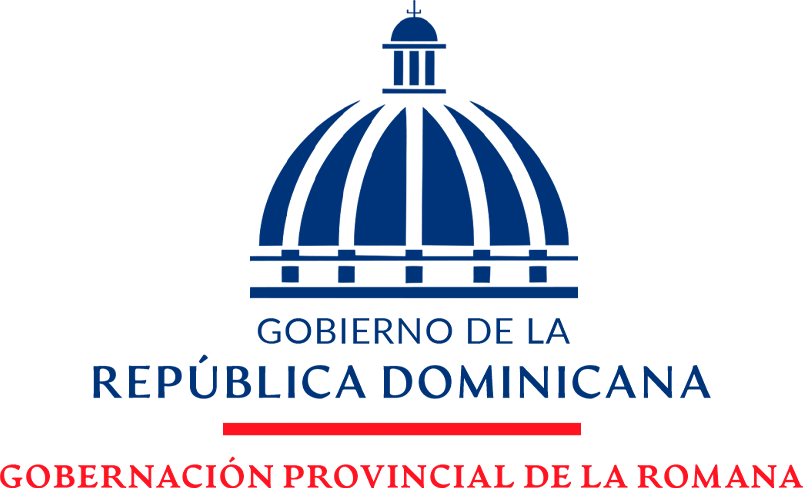 GOBIERNO DE LA
REPÚBLICA DOMINICANA
GOBERNACIÓN PROVINCIAL DE LA ROMANA